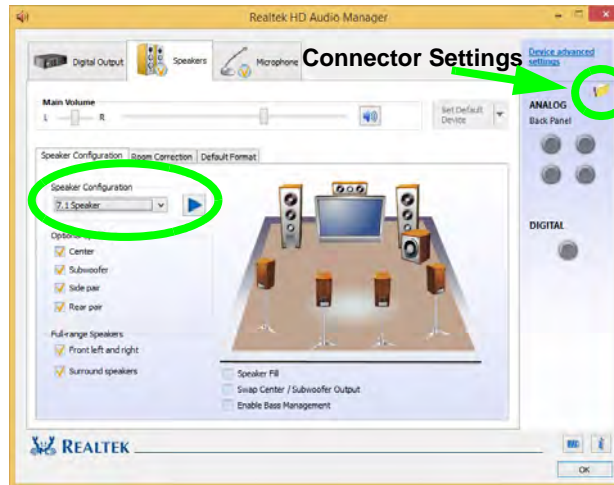 Realtek HD Audio Manager
Digital Output
Speakers
Microphone
Connector Settings
Device advanced
settings
Main Volume
L
R
Set Default
Device
ANALOG
Back Panel
Speaker Configuration
Room Correction
Default Format
Speaker Configuration
7.1 Speaker
Center
Subwoofer
Side pair
Rear pair
DIGITAL
Full-range Speakers
Front left and right
Surround speakers
Speaker Fill
Swap Center / Subwoofer Output
Enable Bass Management
REALTEK
OK